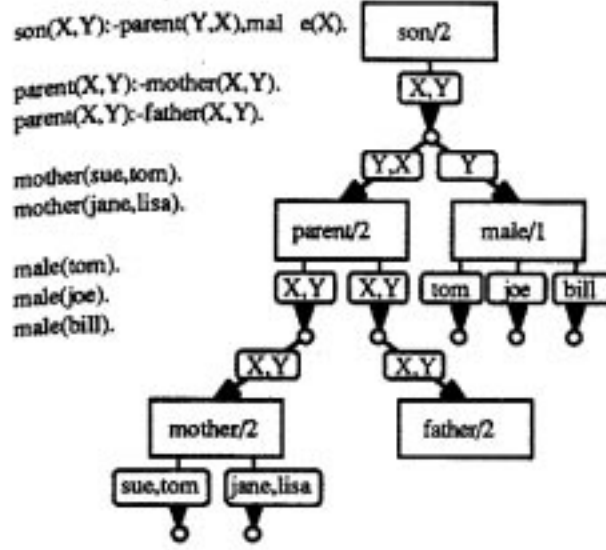 son(X,Y):-parent(Y,X),mal e(X).
parent(X,Y):-mother(X,Y).
parent(X,Y):-father(X,Y).
mother(sue,tom).
mother(jane,lisa).
male(tom).
male(joe).
male(bill).
son/2
X,Y
Y,X Y
parent/2 male/1
X,Y X,Y tom joe bill
X,Y X,Y
mother/2 father/2
sue,tom jane,lisa